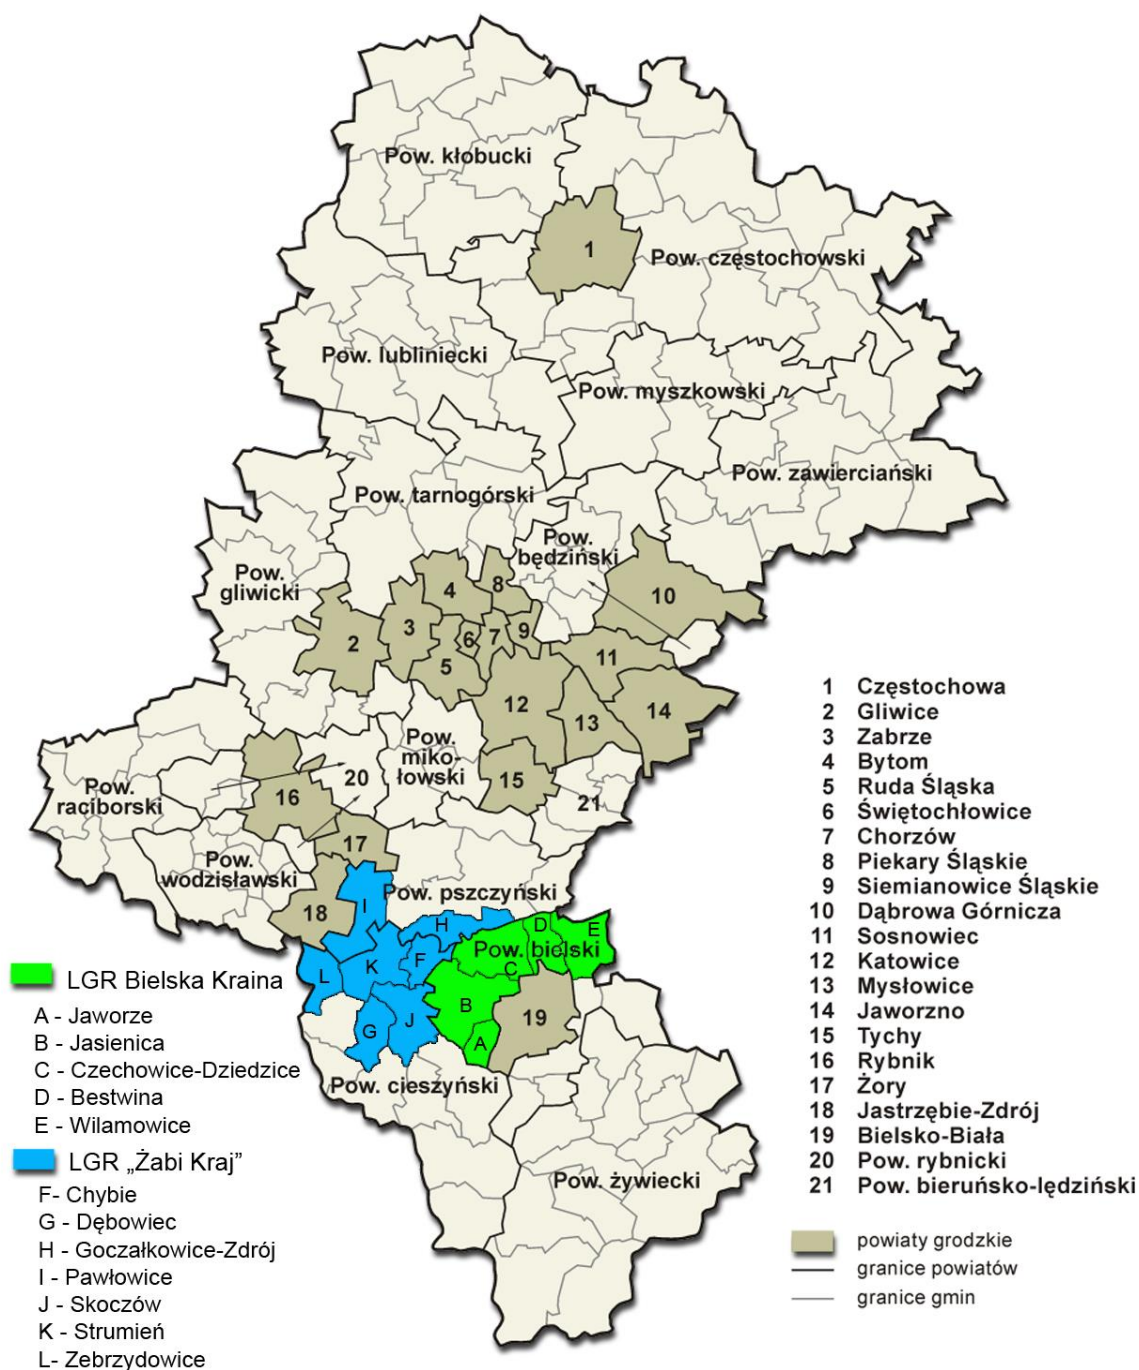 Pow. kłobucki
1
Pow. częstochowski
Pow. lubliniecki
Pow. myszkowski
Pow. zawierciański
Pow. tarnogórski
Pow.
będziński
Pow.
gliwicki
4
8
10
3
2
6
7
9
5
11
12
13
14
Pow.
miko-
łowski
15
20
21
16
Pow.
raciborski
17
Pow.
wodzisławski
18
I
Pow. pszczyński
H
D
E
Pow. bielski
C
F
K
L
B
J
G
A
19
Pow. cieszyński
Pow. żywiecki
LGR Bielska Kraina
A - Jaworze
B - Jasienica
C - Czechowice-Dziedzice
D - Bestwina
E - Wilamowice
LGR „Żabi Kraj”
F- Chybie
G - Dębowiec
H - Goczałkowice-Zdrój
I - Pawłowice
J - Skoczów
K - Strumień
L- Zebrzydowice
1 Częstochowa
2 Gliwice
3 Zabrze
4 Bytom
5 Ruda Śląska
6 Świętochłowice
7 Chorzów
8 Piekary Śląskie
9 Siemianowice Śląskie
10 Dąbrowa Górnicza
11 Sosnowiec
12 Katowice
13 Mysłowice
14 Jaworzno
15 Tychy
16 Rybnik
17 Żory
18 Jastrzębie-Zdrój
19 Bielsko-Biała
20 Pow. rybnicki
21 Pow. bieruńsko-lędziński
powiaty grodzkie
granice powiatów
granice gmin